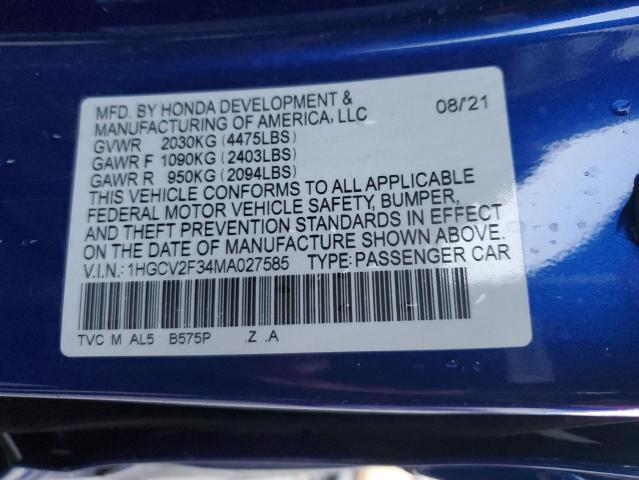 MFD. BY HONDA DEVELOPMENT & 08/'21
MANUFACTURING OF AMERICA, LLC
GVWR 2030KG (4475LBS)
GAWR F 1090KG (2403LBS)
GAWR R 950KG (2094LBS)
THIS VEHICLE CONFORMS TO ALL APPLICABLE
FEDERAL MOTOR VEHICLE SAFETY, BUMPER,
AND THEFT PREVENTION STANDARDS IN EFFECT
ON THE DATE OF MANUFACTURE SHOWN ABOVE.
V.I.N.: 1HGCV2F34MA027585 TYPE: PASSENGER CAR
TVC M AL5 B575P .Z .A